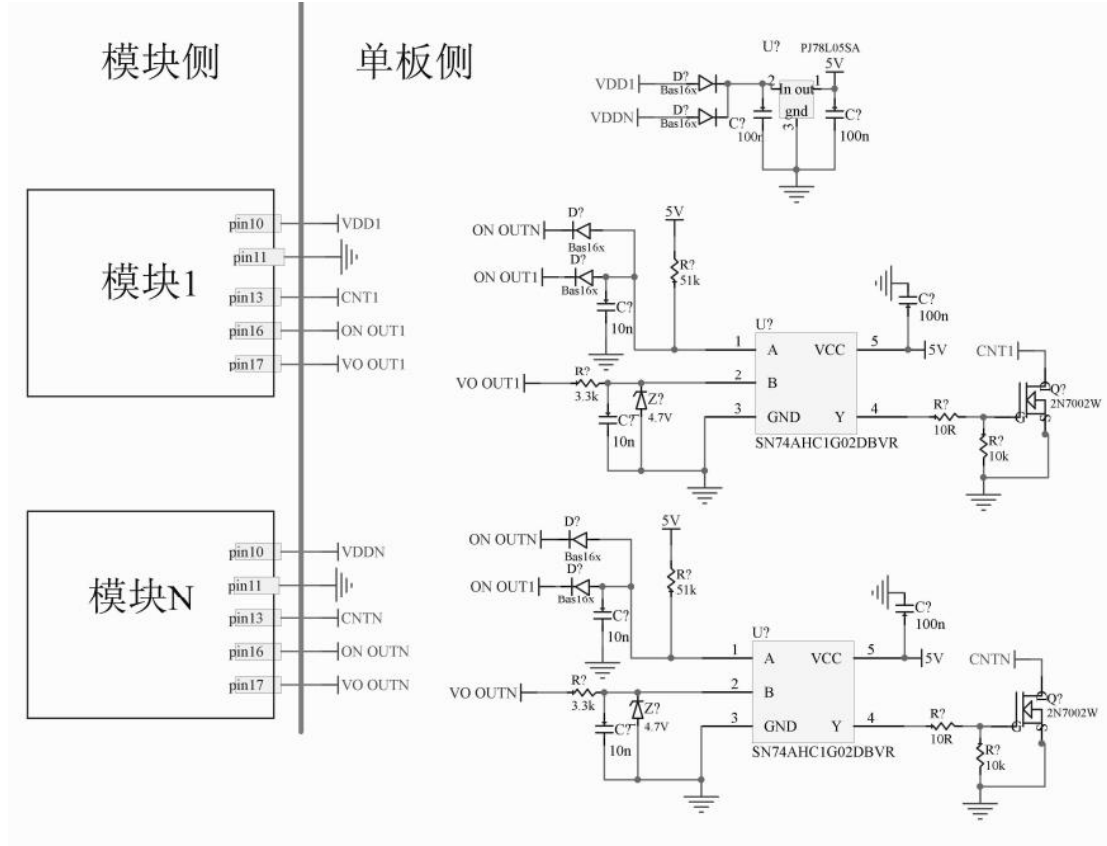 模块侧
单板侧
U? PJ78L05SA
5V
VDD1
D?
Bas16x
2
In out
1
VDDN
D?
Bas16x
gnd
3
C?
100n
C?
100n
模块1
pin10 VDD1
pin11
pin13 CNT1
pin16 ON OUT1
pin17 VO OUT1
ON OUTN
D?
Bas16x
5V
ON OUT1
D?
Bas16x
R?
51k
C?
10n
C?
100n
U?
1 A VCC 5
5V
CNT1
VO OUT1
R?
3.3k
2 B
Z?
4.7V
C?
10n
3 GND Y 4
SN74AHC1G02DBVR
R?
10R
G
S
Q?
2N7002W
R?
10k
模块N
pin10 VDDN
pin11
pin13 CNTN
pin16 ON OUTN
pin17 VO OUTN
ON OUTN
D?
Bas16x
5V
ON OUT1
D?
Bas16x
R?
51k
C?
10n
C?
100n
U?
1 A VCC 5
5V
CNTN
VO OUTN
R?
3.3k
2 B
Z?
4.7V
C?
10n
3 GND Y 4
SN74AHC1G02DBVR
R?
10R
G
S
Q?
2N7002W
R?
10k